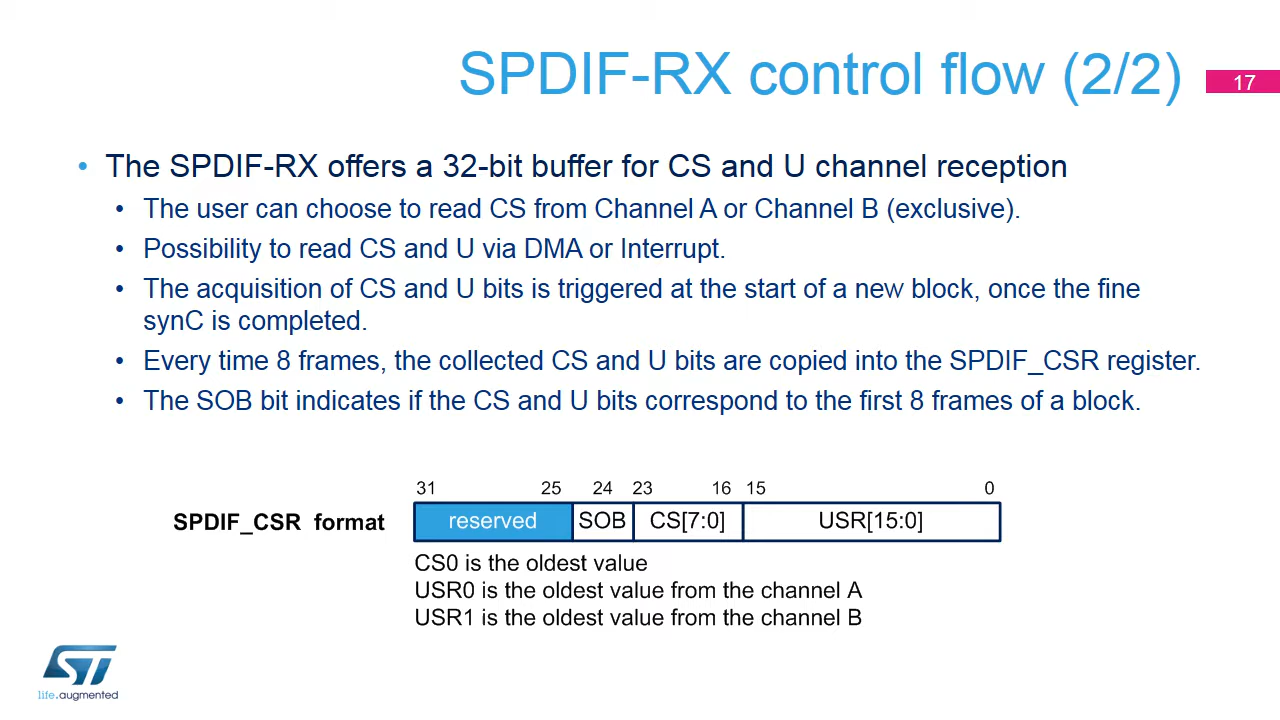 SPDIF-RX control flow (2/2)
17
• The SPDIF-RX offers a 32-bit buffer for CS and U channel reception
• The user can choose to read CS from Channel A or Channel B (exclusive).
• Possibility to read CS and U via DMA or Interrupt.
• The acquisition of CS and U bits is triggered at the start of a new block, once the fine
synC is completed.
• Every time 8 frames, the collected CS and U bits are copied into the SPDIF_CSR register.
• The SOB bit indicates if the CS and U bits correspond to the first 8 frames of a block.
31 25 24 23 16 15 0
SPDIF_CSR format reserved SOB CS[7:0] USR[15:0]
CS0 is the oldest value
USR0 is the oldest value from the channel A
USR1 is the oldest value from the channel B
ST
life.augmented